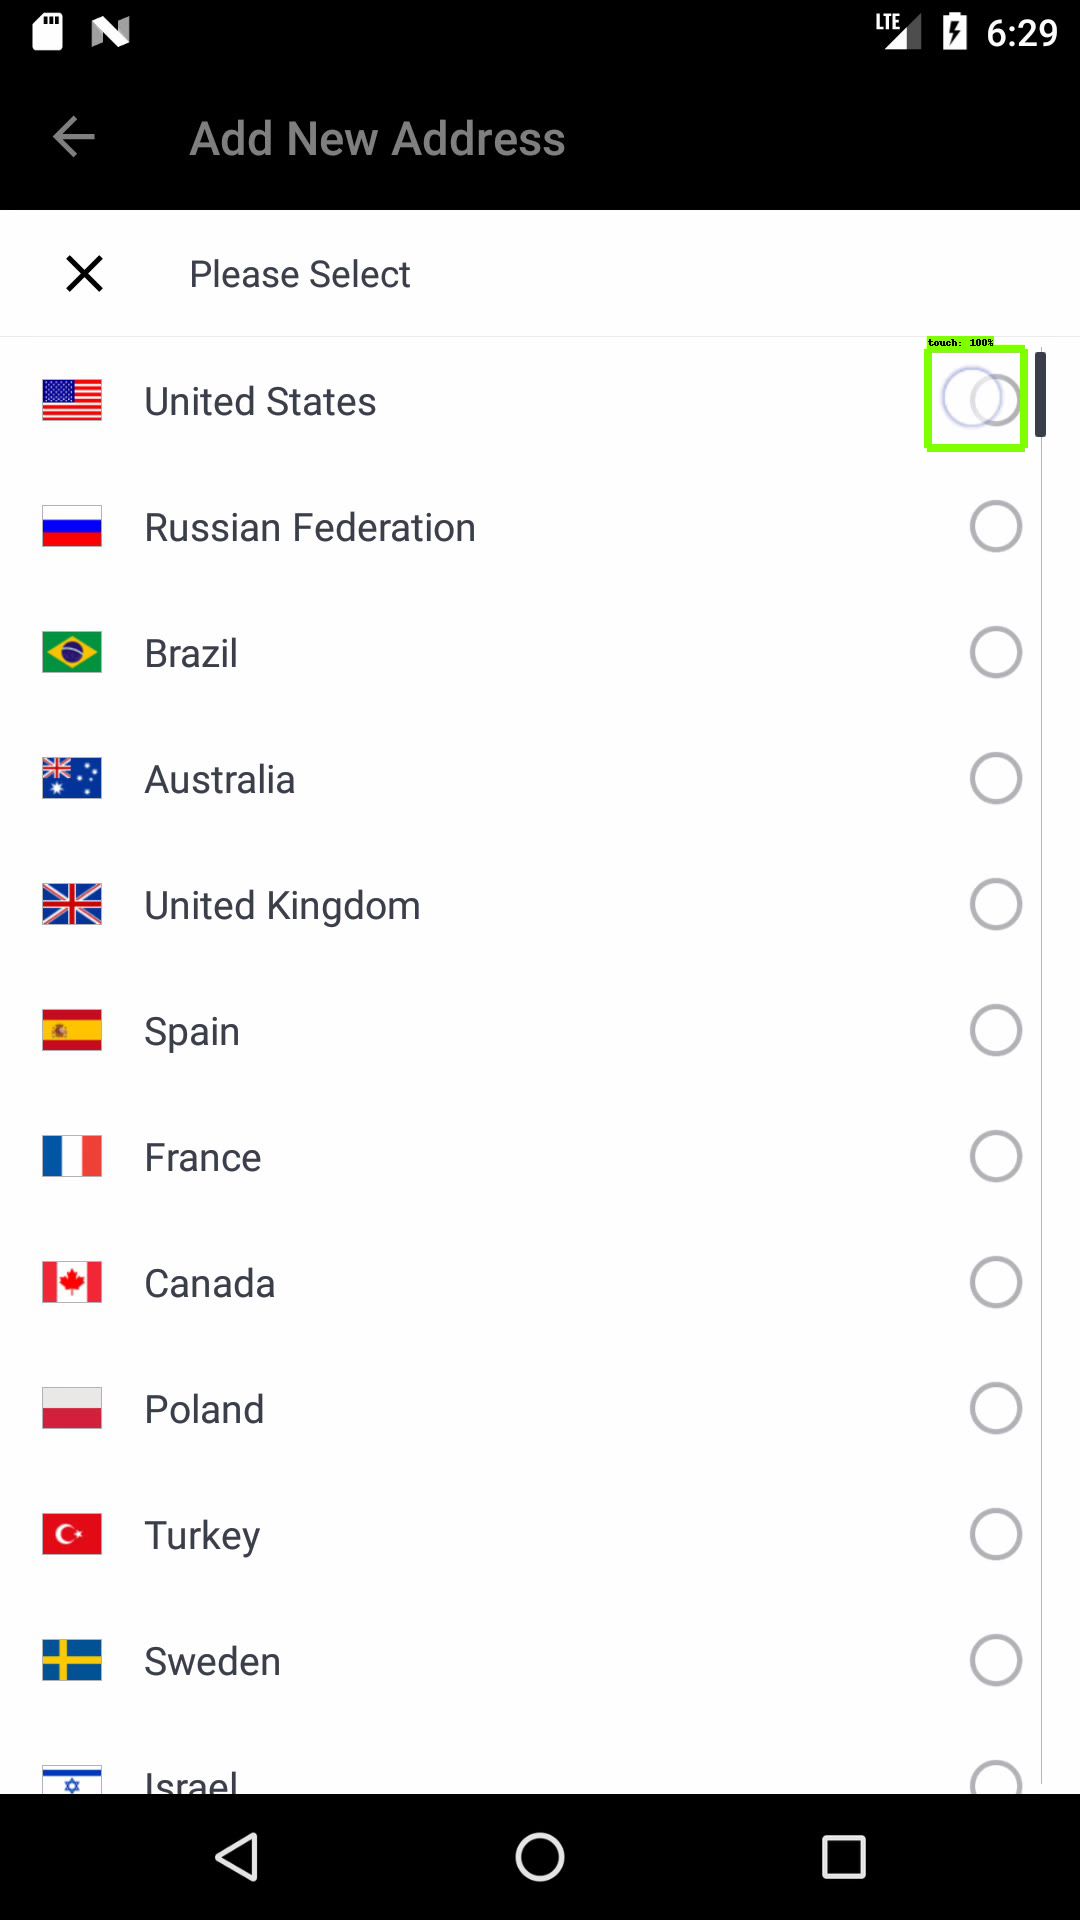 LTE 6:29
Add New Address
Please Select
touch: 100%
United States
Russian Federation
Brazil
Australia
United Kingdom
Spain
France
Canada
Poland
Turkey
Sweden
Israel